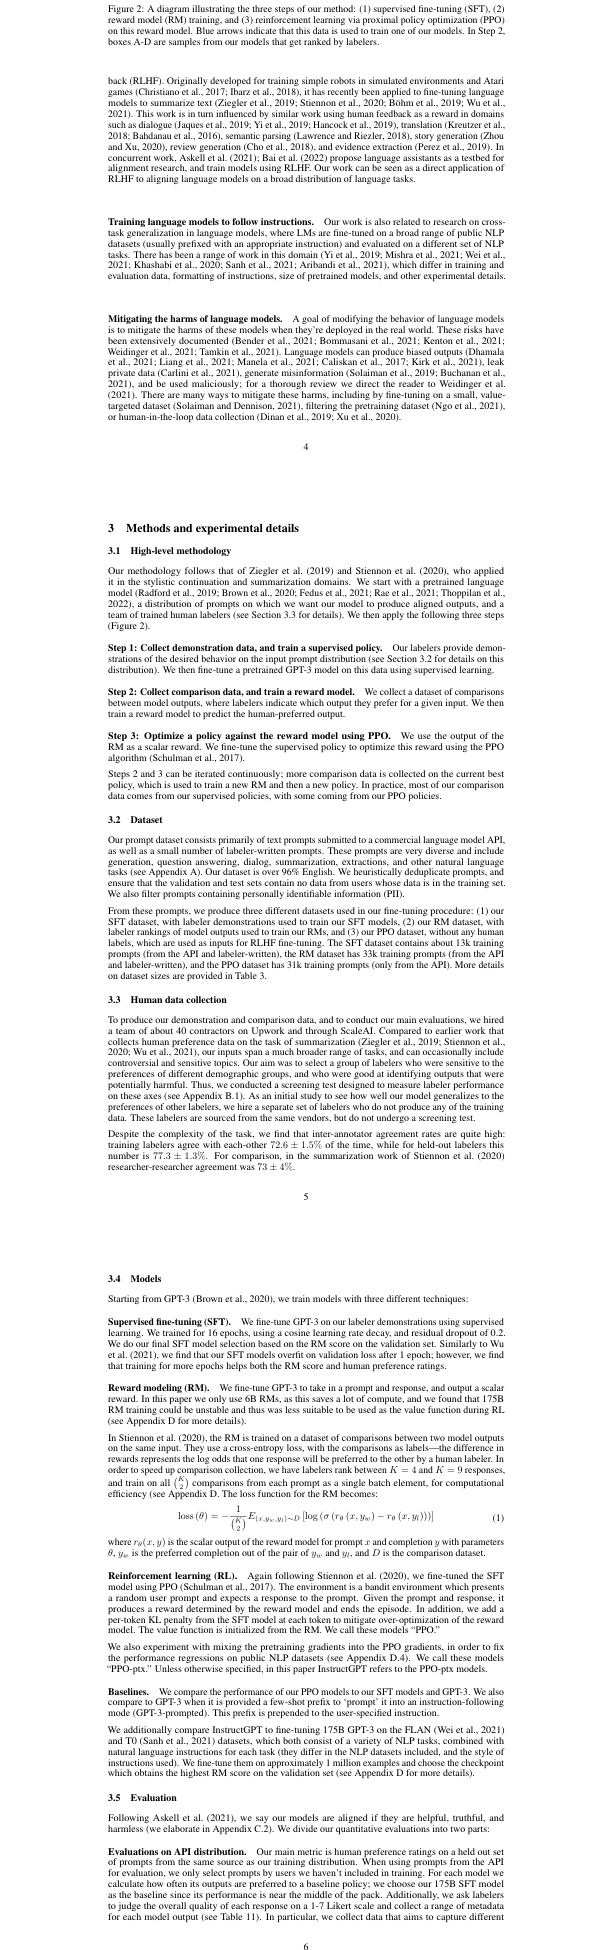 Figure 2: A diagram illustrating the three steps of our method: (1) supervised fine-tuning (SFT), (2)
reward model (RM) training, and (3) reinforcement learning via proximal policy optimization (PPO)
on this reward model. Blue arrows indicate that this data is used to train one of our models. In Step 2,
boxes A-D are samples from our models that get ranked by labelers.
back (RLHF). Originally developed for training simple robots in simulated environments and Atari
games (Christiano et al., 2017; Ibarz et al., 2018), it has recently been applied to fine-tuning language
models to summarize text (Ziegler et al., 2019; Stiennon et al., 2020; Böhm et al., 2019; Wu et al.,
2021). This work is in turn influenced by similar work using human feedback as a reward in domains
such as dialogue (Jaques et al., 2019; Yi et al., 2019; Hancock et al., 2019), translation (Kreutzer et al.,
2018; Bahdanau et al., 2016), semantic parsing (Lawrence and Riezler, 2018), story generation (Zhou
and Xu, 2020), review generation (Cho et al., 2018), and evidence extraction (Perez et al., 2019). In
concurrent work, Askell et al. (2021); Bai et al. (2022) propose language assistants as a testbed for
alignment research, and train models using RLHF. Our work can be seen as a direct application of
RLHF to aligning language models on a broad distribution of language tasks.
Training language models to follow instructions. Our work is also related to research on cross-
task generalization in language models, where LMs are fine-tuned on a broad range of public NLP
datasets (usually prefixed with an appropriate instruction) and evaluated on a different set of NLP
tasks. There has been a range of work in this domain (Yi et al., 2019; Mishra et al., 2021; Wei et al.,
2021; Khashabi et al., 2020; Sanh et al., 2021; Aribandi et al., 2021), which differ in training and
evaluation data, formatting of instructions, size of pretrained models, and other experimental details.
Mitigating the harms of language models. A goal of modifying the behavior of language models
is to mitigate the harms of these models when they're deployed in the real world. These risks have
been extensively documented (Bender et al., 2021; Bommasani et al., 2021; Kenton et al., 2021;
Weidinger et al., 2021; Tamkin et al., 2021). Language models can produce biased outputs (Dhamala
et al., 2021; Liang et al., 2021; Manela et al., 2021; Caliskan et al., 2017; Kirk et al., 2021), leak
private data (Carlini et al., 2021), generate misinformation (Solaiman et al., 2019; Buchanan et al.,
2021), and be used maliciously; for a thorough review we direct the reader to Weidinger et al.
(2021). There are many ways to mitigate these harms, including by fine-tuning on a small, value-
targeted dataset (Solaiman and Dennison, 2021), filtering the pretraining dataset (Ngo et al., 2021),
or human-in-the-loop data collection (Dinan et al., 2019; Xu et al., 2020).
4
3 Methods and experimental details
3.1 High-level methodology
Our methodology follows that of Ziegler et al. (2019) and Stiennon et al. (2020), who applied
it in the stylistic continuation and summarization domains. We start with a pretrained language
model (Radford et al., 2019; Brown et al., 2020; Fedus et al., 2021; Rae et al., 2021; Thoppilan et al.,
2022), a distribution of prompts on which we want our model to produce aligned outputs, and a
team of trained human labelers (see Section 3.3 for details). We then apply the following three steps
(Figure 2).
Step 1: Collect demonstration data, and train a supervised policy. Our labelers provide demon-
strations of the desired behavior on the input prompt distribution (see Section 3.2 for details on this
distribution). We then fine-tune a pretrained GPT-3 model on this data using supervised learning.
Step 2: Collect comparison data, and train a reward model. We collect a dataset of comparisons
between model outputs, where labelers indicate which output they prefer for a given input. We then
train a reward model to predict the human-preferred output.
Step 3: Optimize a policy against the reward model using PPO. We use the output of the
RM as a scalar reward. We fine-tune the supervised policy to optimize this reward using the PPO
algorithm (Schulman et al., 2017).
Steps 2 and 3 can be iterated continuously; more comparison data is collected on the current best
policy, which is used to train a new RM and then a new policy. In practice, most of our comparison
data comes from our supervised policies, with some coming from our PPO policies.
3.2 Dataset
Our prompt dataset consists primarily of text prompts submitted to a commercial language model API,
as well as a small number of labeler-written prompts. These prompts are very diverse and include
generation, question answering, dialog, summarization, extractions, and other natural language
tasks (see Appendix A). Our dataset is over 96% English. We heuristically deduplicate prompts, and
ensure that the validation and test sets contain no data from users whose data is in the training set.
We also filter prompts containing personally identifiable information (PII).
From these prompts, we produce three different datasets used in our fine-tuning procedure: (1) our
SFT dataset, with labeler demonstrations used to train our SFT models, (2) our RM dataset, with
labeler rankings of model outputs used to train our RMs, and (3) our PPO dataset, without any human
labels, which are used as inputs for RLHF fine-tuning. The SFT dataset contains about 13k training
prompts (from the API and labeler-written), the RM dataset has 33k training prompts (from the API
and labeler-written), and the PPO dataset has 31k training prompts (only from the API). More details
on dataset sizes are provided in Table 3.
3.3 Human data collection
To produce our demonstration and comparison data, and to conduct our main evaluations, we hired
a team of about 40 contractors on Upwork and through ScaleAI. Compared to earlier work that
collects human preference data on the task of summarization (Ziegler et al., 2019; Stiennon et al.,
2020; Wu et al., 2021), our inputs span a much broader range of tasks, and can occasionally include
controversial and sensitive topics. Our aim was to select a group of labelers who were sensitive to the
preferences of different demographic groups, and who were good at identifying outputs that were
potentially harmful. Thus, we conducted a screening test designed to measure labeler performance
on these axes (see Appendix B.1). As an initial study to see how well our model generalizes to the
preferences of other labelers, we hire a separate set of labelers who do not produce any of the training
data. These labelers are sourced from the same vendors, but do not undergo a screening test.
Despite the complexity of the task, we find that inter-annotator agreement rates are quite high:
training labelers agree with each-other 72.6 ± 1.5% of the time, while for held-out labelers this
number is 77.3 ± 1.3%. For comparison, in the summarization work of Stiennon et al. (2020)
researcher-researcher agreement was 73 ± 4%.
5
3.4 Models
Starting from GPT-3 (Brown et al., 2020), we train models with three different techniques:
Supervised fine-tuning (SFT). We fine-tune GPT-3 on our labeler demonstrations using supervised
learning. We trained for 16 epochs, using a cosine learning rate decay, and residual dropout of 0.2.
We do our final SFT model selection based on the RM score on the validation set. Similarly to Wu
et al. (2021), we find that our SFT models overfit on validation loss after 1 epoch; however, we find
that training for more epochs helps both the RM score and human preference ratings.
Reward modeling (RM). We fine-tune GPT-3 to take in a prompt and response, and output a scalar
reward. In this paper we only use 6B RMs, as this saves a lot of compute, and we found that 175B
RM training could be unstable and thus was less suitable to be used as the value function during RL
(see Appendix D for more details).
In Stiennon et al. (2020), the RM is trained on a dataset of comparisons between two model outputs
on the same input. They use a cross-entropy loss, with the comparisons as labels—the difference in
rewards represents the log odds that one response will be preferred to the other by a human labeler. In
order to speed up comparison collection, we have labelers rank between K = 4 and K = 9 responses,
and train on all (K 2) comparisons from each prompt as a single batch element, for computational
efficiency (see Appendix D. The loss function for the RM becomes:
loss (θ) = − 1/(K 2) E(x,yw,yl)∼D [log (σ (rθ (x, yw) − rθ (x, yl)))] (1)
where rθ(x, y) is the scalar output of the reward model for prompt x and completion y with parameters
θ, yw is the preferred completion out of the pair of yw and yl, and D is the comparison dataset.
Reinforcement learning (RL). Again following Stiennon et al. (2020), we fine-tuned the SFT
model using PPO (Schulman et al., 2017). The environment is a bandit environment which presents
a random user prompt and expects a response to the prompt. Given the prompt and response, it
produces a reward determined by the reward model and ends the episode. In addition, we add a
per-token KL penalty from the SFT model at each token to mitigate over-optimization of the reward
model. The value function is initialized from the RM. We call these models “PPO.”
We also experiment with mixing the pretraining gradients into the PPO gradients, in order to fix
the performance regressions on public NLP datasets (see Appendix D.4). We call these models
“PPO-ptx.” Unless otherwise specified, in this paper InstructGPT refers to the PPO-ptx models.
Baselines. We compare the performance of our PPO models to our SFT models and GPT-3. We also
compare to GPT-3 when it is provided a few-shot prefix to ‘prompt’ it into an instruction-following
mode (GPT-3-prompted). This prefix is prepended to the user-specified instruction.
We additionally compare InstructGPT to fine-tuning 175B GPT-3 on the FLAN (Wei et al., 2021)
and T0 (Sanh et al., 2021) datasets, which both consist of a variety of NLP tasks, combined with
natural language instructions for each task (they differ in the NLP datasets included, and the style of
instructions used). We fine-tune them on approximately 1 million examples and choose the checkpoint
which obtains the highest RM score on the validation set (see Appendix D for more details).
3.5 Evaluation
Following Askell et al. (2021), we say our models are aligned if they are helpful, truthful, and
harmless (we elaborate in Appendix C.2). We divide our quantitative evaluations into two parts:
Evaluations on API distribution. Our main metric is human preference ratings on a held out set
of prompts from the same source as our training distribution. When using prompts from the API
for evaluation, we only select prompts by users we haven't included in training. For each model we
calculate how often its outputs are preferred to a baseline policy; we choose our 175B SFT model
as the baseline since its performance is near the middle of the pack. Additionally, we ask labelers
to judge the overall quality of each response on a 1-7 Likert scale and collect a range of metadata
for each model output (see Table 11). In particular, we collect data that aims to capture different
6